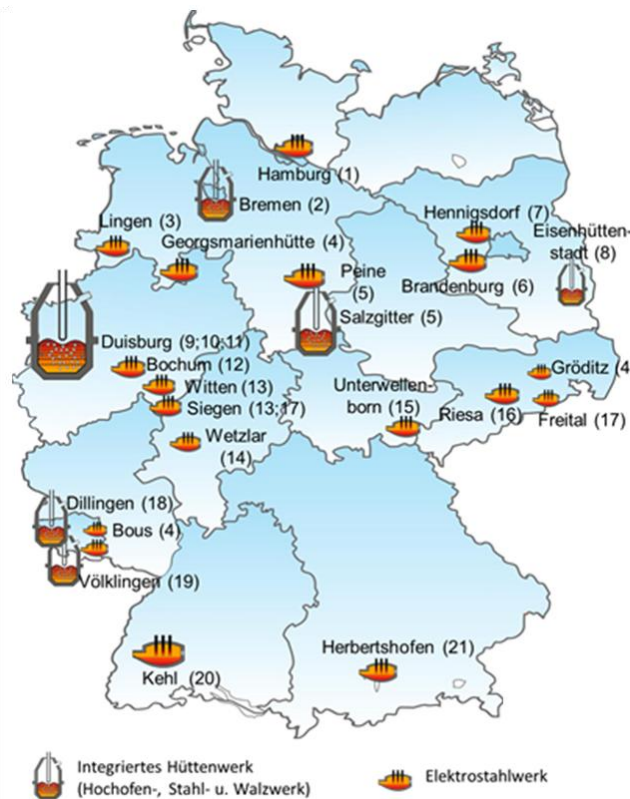 Hamburg (1)
Bremen (2)
Lingen (3)
Georgsmarienhütte (4)
Hennigsdorf (7)
Eisenhütten-
stadt (8)
Peine
(5)
Brandenburg (6)
Salzgitter (5)
Duisburg (9;10;11)
Bochum (12)
Witten (13)
Siegen (13;17)
Wetzlar
(14)
Unterwellen-
born (15)
Riesa (16)
Gröditz (4
Freital (17)
Dillingen (18)
Bous (4)
Völklingen (19)
Kehl (20)
Herbertshofen (21)
Integriertes Hüttenwerk
(Hochofen-, Stahl- u. Walzwerk)
Elektrostahlwerk